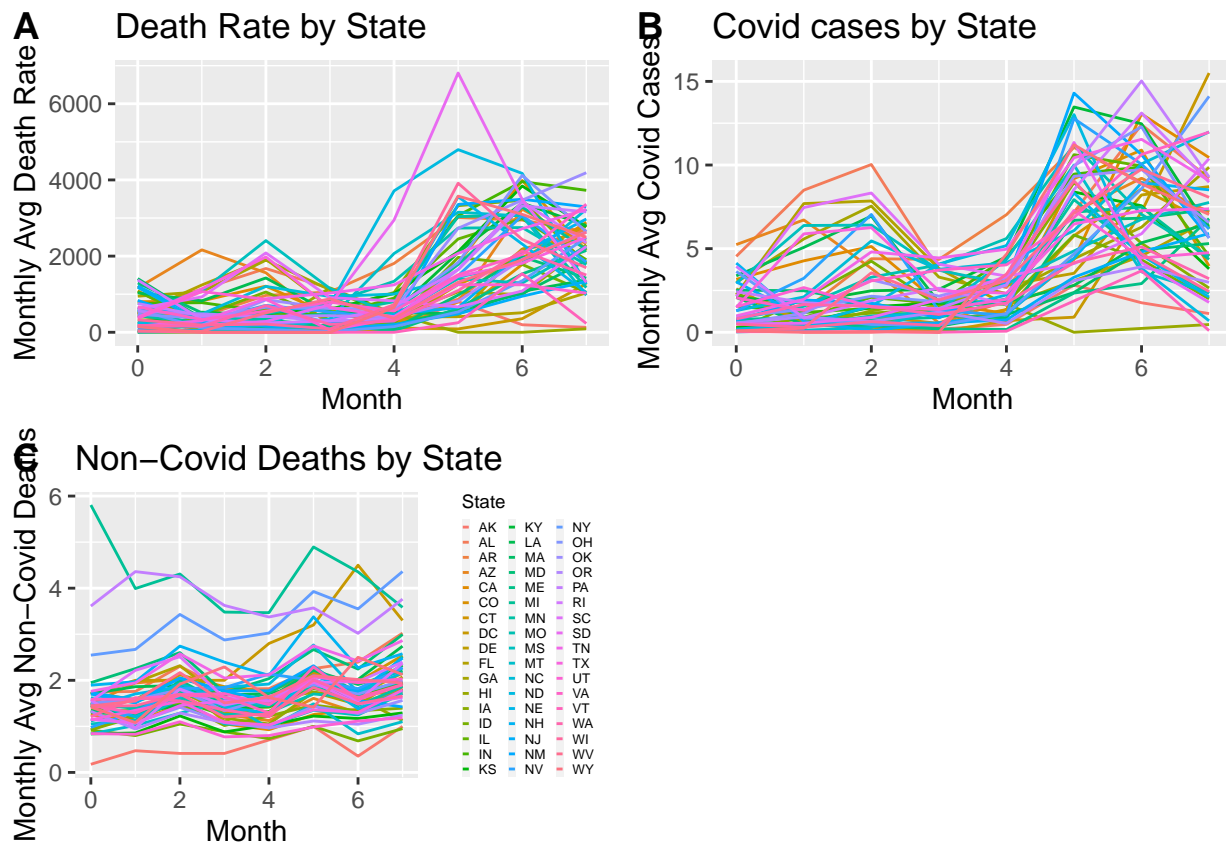 A Death Rate by State
Monthly Avg Death Rate
6000
4000
2000
0
0 2 4 6
Month
B Covid cases by State
Monthly Avg Covid Cases
15
10
5
0
0 2 4 6
Month
C Non−Covid Deaths by State
Monthly Avg Non−Covid Deaths
6
4
2
0
0 2 4 6
Month
State
AK KY NY
AL LA OH
AR MA OK
AZ MD OR
CA ME PA
CO MI RI
CT MN SC
DC MO SD
DE MS TN
FL MT TX
GA NC UT
HI ND VA
IA NE VT
ID NH WA
IL NJ WI
IN NM WV
KS NV WY